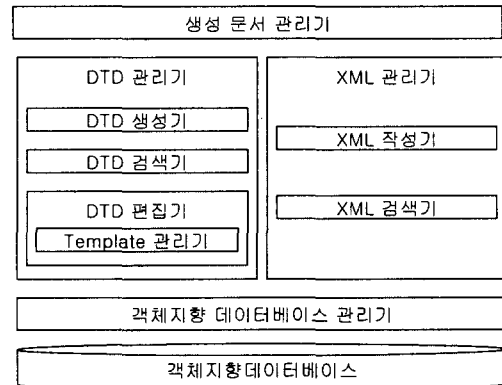 생성 문서 관리기
DTD 관리기
DTD 생성기
DTD 검색기
DTD 편집기
Template 관리기
XML 관리기
XML 작성기
XML 검색기
객체지향 데이터베이스 관리기
객체지향데이터베이스